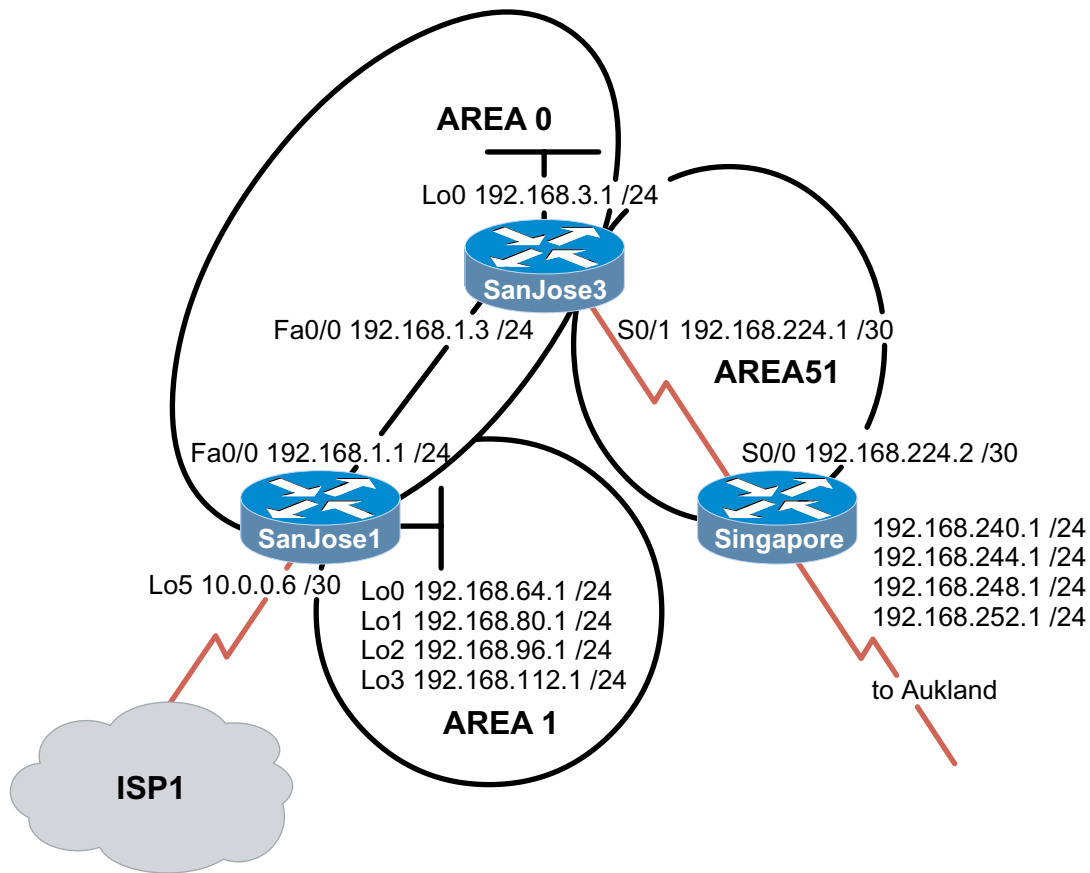 AREA 0
Lo0 192.168.3.1 /24
SanJose3
Fa0/0 192.168.1.3 /24
S0/1 192.168.224.1 /30
AREA51
Fa0/0 192.168.1.1 /24
S0/0 192.168.224.2 /30
SanJose1
Singapore
192.168.240.1 /24
192.168.244.1 /24
192.168.248.1 /24
192.168.252.1 /24
Lo5 10.0.0.6 /30
Lo0 192.168.64.1 /24
Lo1 192.168.80.1 /24
Lo2 192.168.96.1 /24
Lo3 192.168.112.1 /24
AREA 1
to Aukland
ISP1